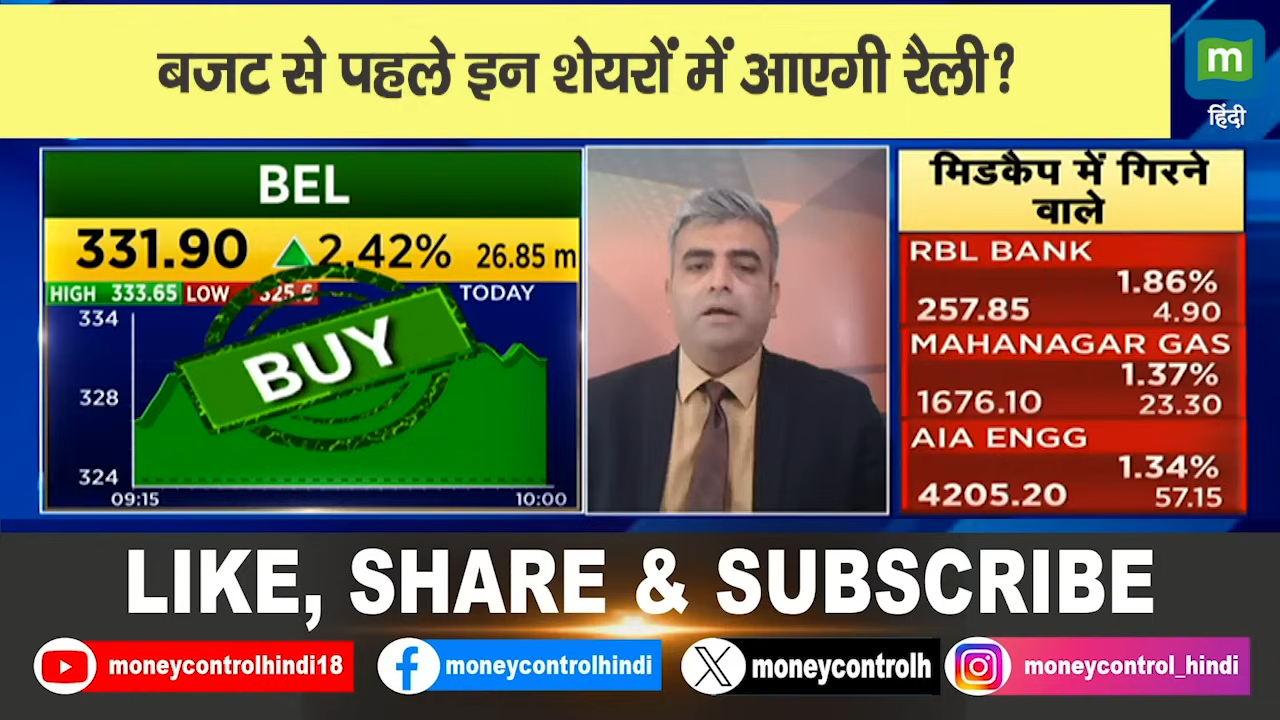 बजट से पहले इन शेयरों में आएगी रैली?
m
हिंदी
BEL
331.90 2.42% 26.85 m
HIGH 333.65 LOW 325.6 TODAY
334
328
324
09:15 10:00
BUY
मिडकैप में गिरने
वाले
RBL BANK
1.86%
257.85 4.90
MAHANAGAR GAS
1.37%
1676.10 23.30
AIA ENGG
1.34%
4205.20 57.15
LIKE, SHARE & SUBSCRIBE
moneycontrolhindi18 moneycontrolhindi moneycontrolh moneycontrol_hindi